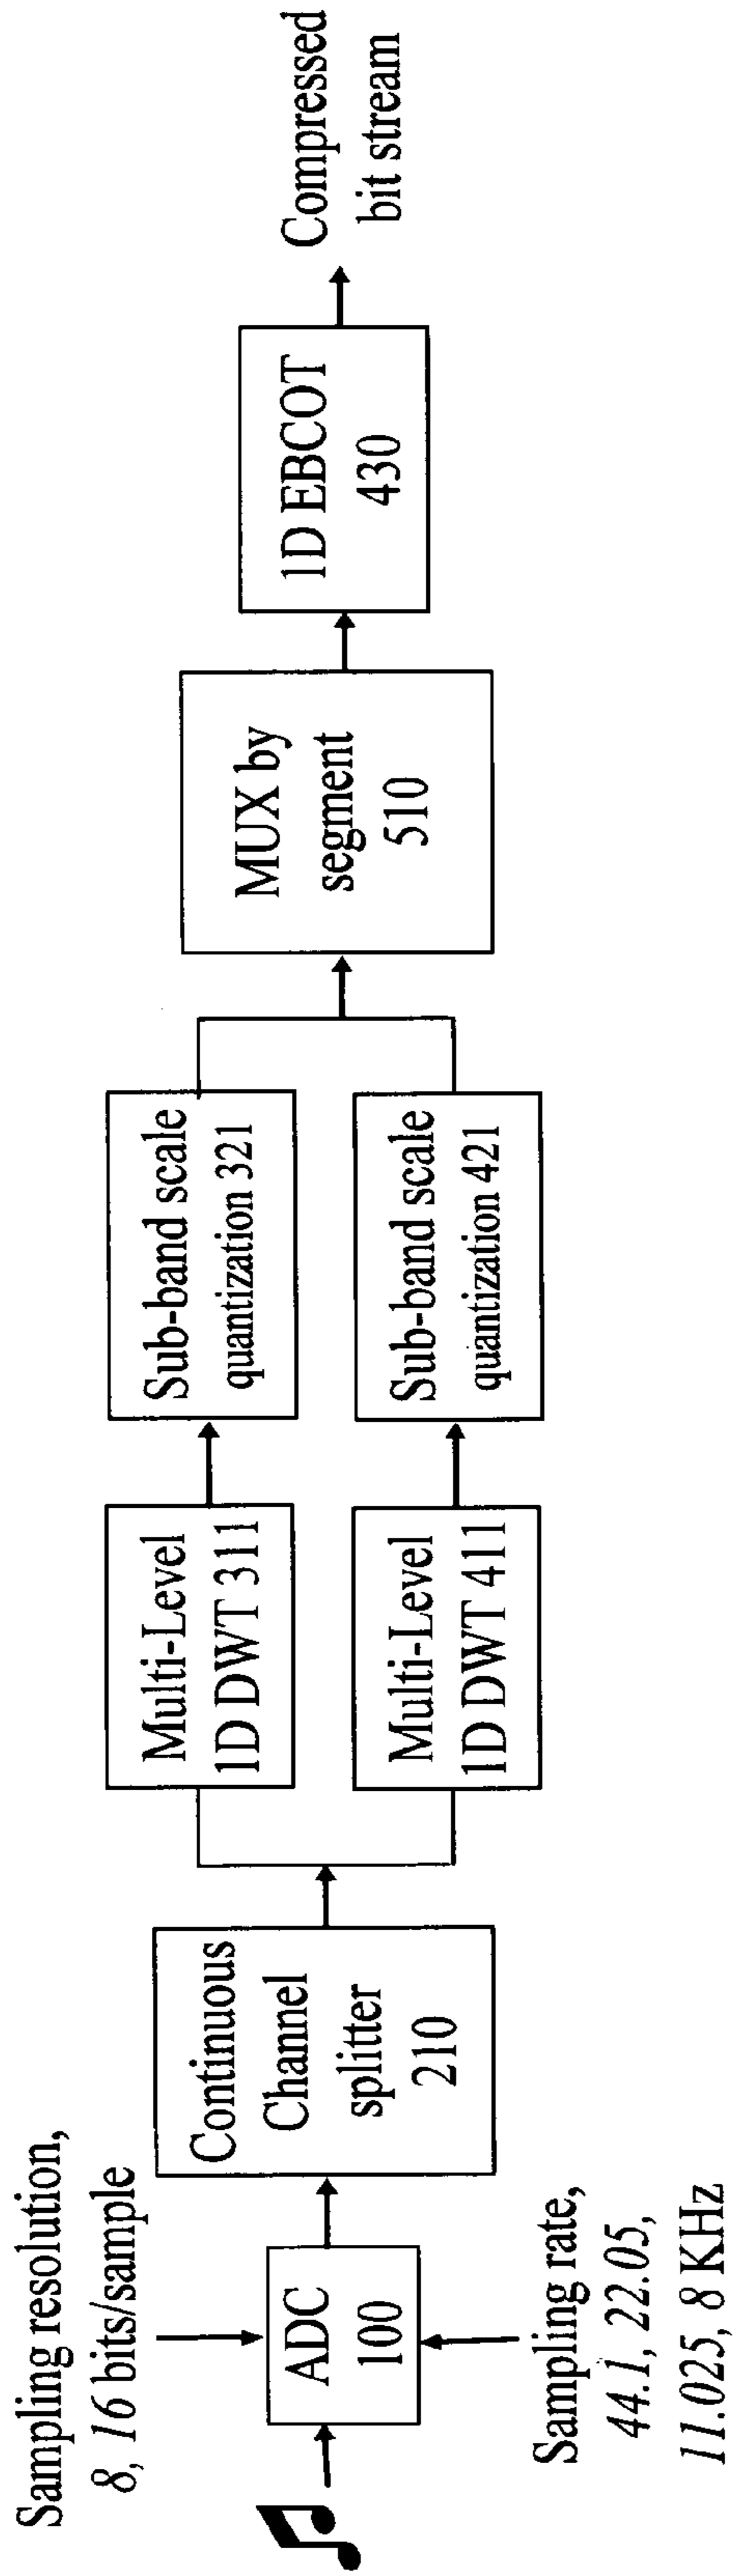 Sampling resolution,
8, 16 bits/sample
ADC
100
Sampling rate,
44.1, 22.05,
11.025, 8 KHz
Continuous
Channel
splitter
210
Multi-Level
1D DWT 311
Multi-Level
1D DWT 411
Sub-band scale
quantization 321
Sub-band scale
quantization 421
MUX by
segment
510
1D EBCOT
430
Compressed
bit stream